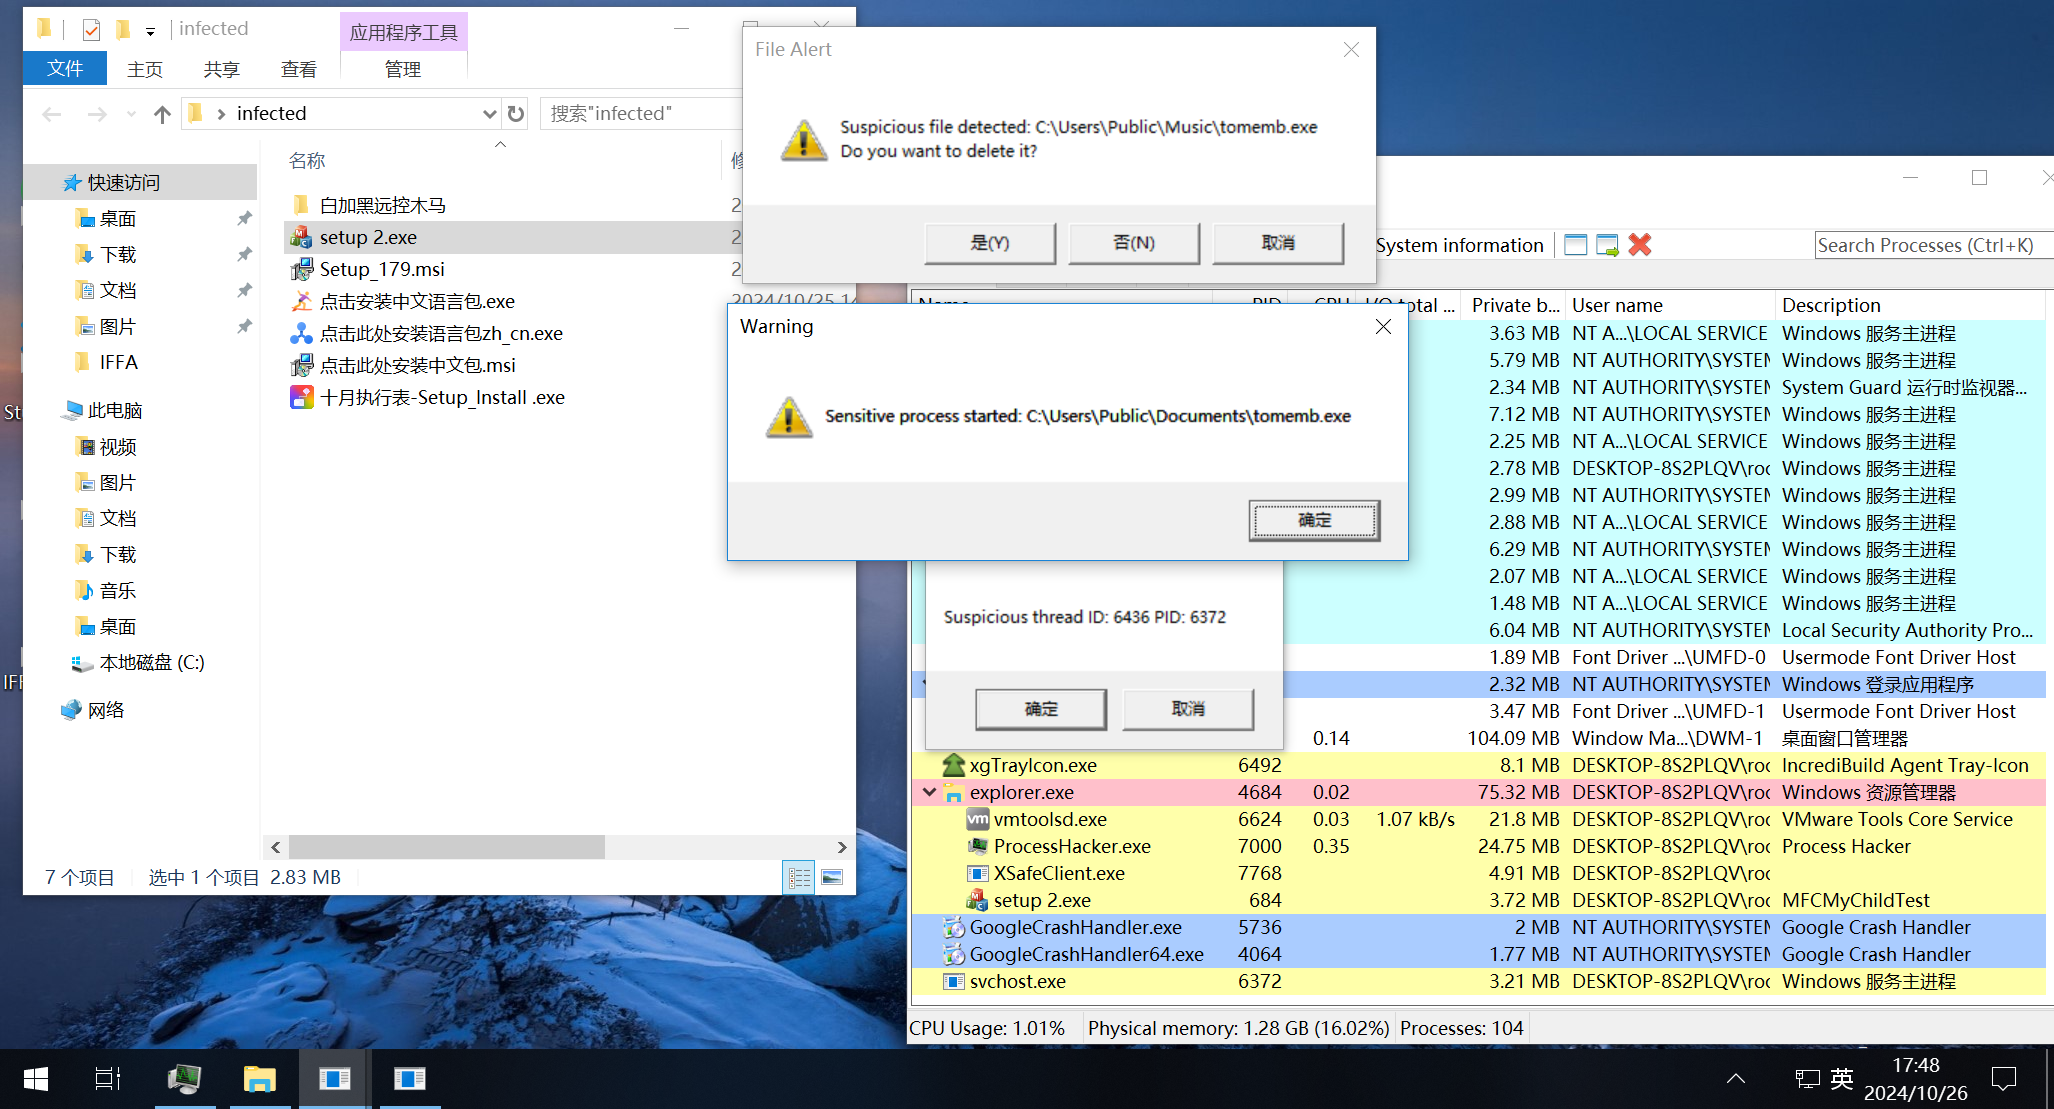 infected
应用程序工具
文件
主页
共享
查看
管理
infected
搜索"infected"
名称
快速访问
桌面
下载
文档
图片
IFFA
此电脑
视频
图片
文档
下载
音乐
桌面
本地磁盘 (C:)
网络
白加黑远控木马
setup 2.exe
Setup_179.msi
点击安装中文语言包.exe
点击此处安装语言包zh_cn.exe
点击此处安装中文包.msi
十月执行表-Setup_Install .exe
7 个项目
选中 1 个项目 2.83 MB
File Alert
Suspicious file detected: C:\Users\Public\Music\tomemb.exe
Do you want to delete it?
是(Y)
否(N)
取消
Warning
Sensitive process started: C:\Users\Public\Documents\tomemb.exe
确定
Suspicious thread ID: 6436 PID: 6372
确定
取消
System information
Search Processes (Ctrl+K)
Private b... User name Description
3.63 MB NT A...\LOCAL SERVICE Windows 服务主进程
5.79 MB NT AUTHORITY\SYSTEM Windows 服务主进程
2.34 MB NT AUTHORITY\SYSTEM System Guard 运行时监视器...
7.12 MB NT AUTHORITY\SYSTEM Windows 服务主进程
2.25 MB NT A...\LOCAL SERVICE Windows 服务主进程
2.78 MB DESKTOP-8S2PLQV\roo Windows 服务主进程
2.99 MB NT AUTHORITY\SYSTEM Windows 服务主进程
2.88 MB NT A...\LOCAL SERVICE Windows 服务主进程
6.29 MB NT AUTHORITY\SYSTEM Windows 服务主进程
2.07 MB NT A...\LOCAL SERVICE Windows 服务主进程
1.48 MB NT A...\LOCAL SERVICE Windows 服务主进程
6.04 MB NT AUTHORITY\SYSTEM Local Security Authority Pro...
1.89 MB Font Driver ...\UMFD-0 Usermode Font Driver Host
2.32 MB NT AUTHORITY\SYSTEM Windows 登录应用程序
3.47 MB Font Driver ...\UMFD-1 Usermode Font Driver Host
0.14 104.09 MB Window Ma...\DWM-1 桌面窗口管理器
xgTrayIcon.exe 6492 8.1 MB DESKTOP-8S2PLQV\roo IncrediBuild Agent Tray-Icon
explorer.exe 4684 0.02 75.32 MB DESKTOP-8S2PLQV\roo Windows 资源管理器
vmtoolsd.exe 6624 0.03 1.07 kB/s 21.8 MB DESKTOP-8S2PLQV\roo VMware Tools Core Service
ProcessHacker.exe 7000 0.35 24.75 MB DESKTOP-8S2PLQV\roo Process Hacker
XSafeClient.exe 7768 4.91 MB DESKTOP-8S2PLQV\roo
setup 2.exe 684 3.72 MB DESKTOP-8S2PLQV\roo MFCMyChildTest
GoogleCrashHandler.exe 5736 2 MB NT AUTHORITY\SYSTEM Google Crash Handler
GoogleCrashHandler64.exe 4064 1.77 MB NT AUTHORITY\SYSTEM Google Crash Handler
svchost.exe 6372 3.21 MB DESKTOP-8S2PLQV\roo Windows 服务主进程
CPU Usage: 1.01% Physical memory: 1.28 GB (16.02%) Processes: 104
英
17:48
2024/10/26